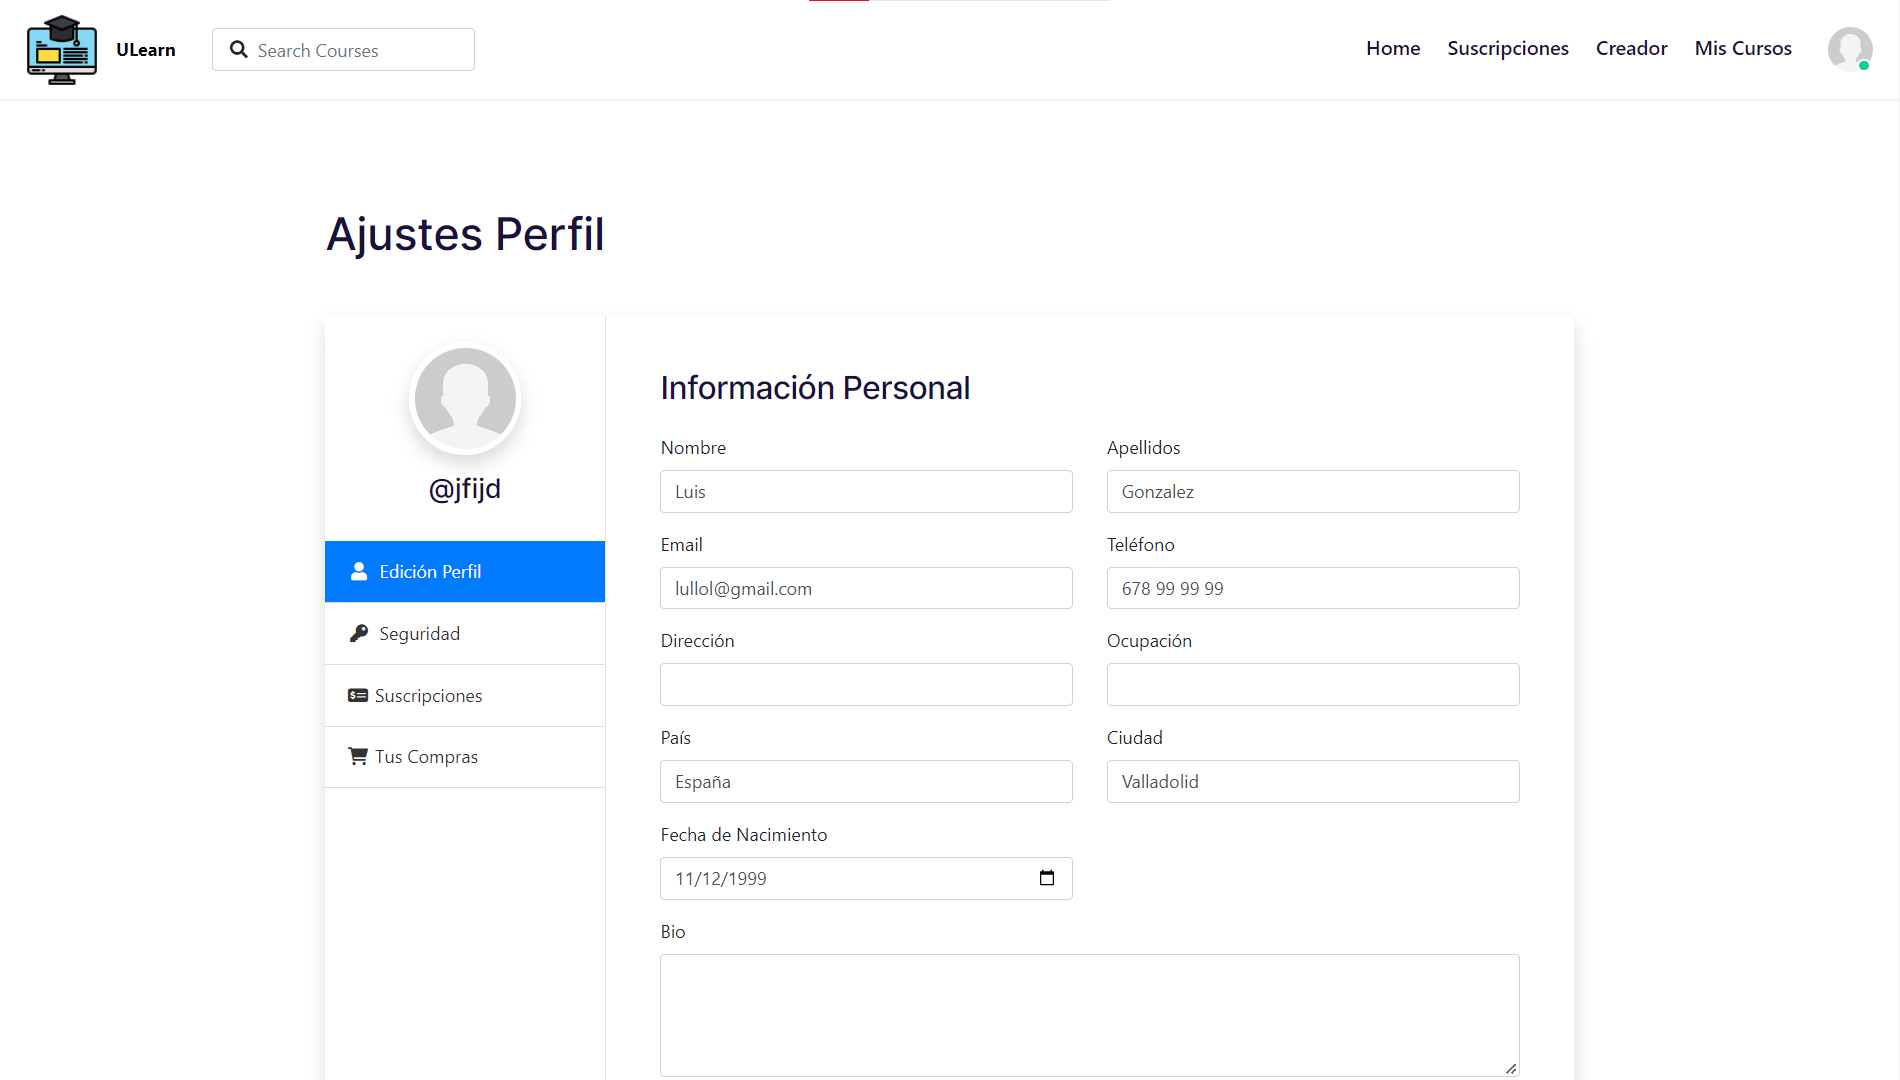 ULearn
Search Courses
Home Suscripciones Creador Mis Cursos
Ajustes Perfil
@jfijd
Edición Perfil
Seguridad
Suscripciones
Tus Compras
Información Personal
Nombre Apellidos
Luis Gonzalez
Email Teléfono
lullol@gmail.com 678 99 99 99
Dirección Ocupación
País Ciudad
España Valladolid
Fecha de Nacimiento
11/12/1999
Bio